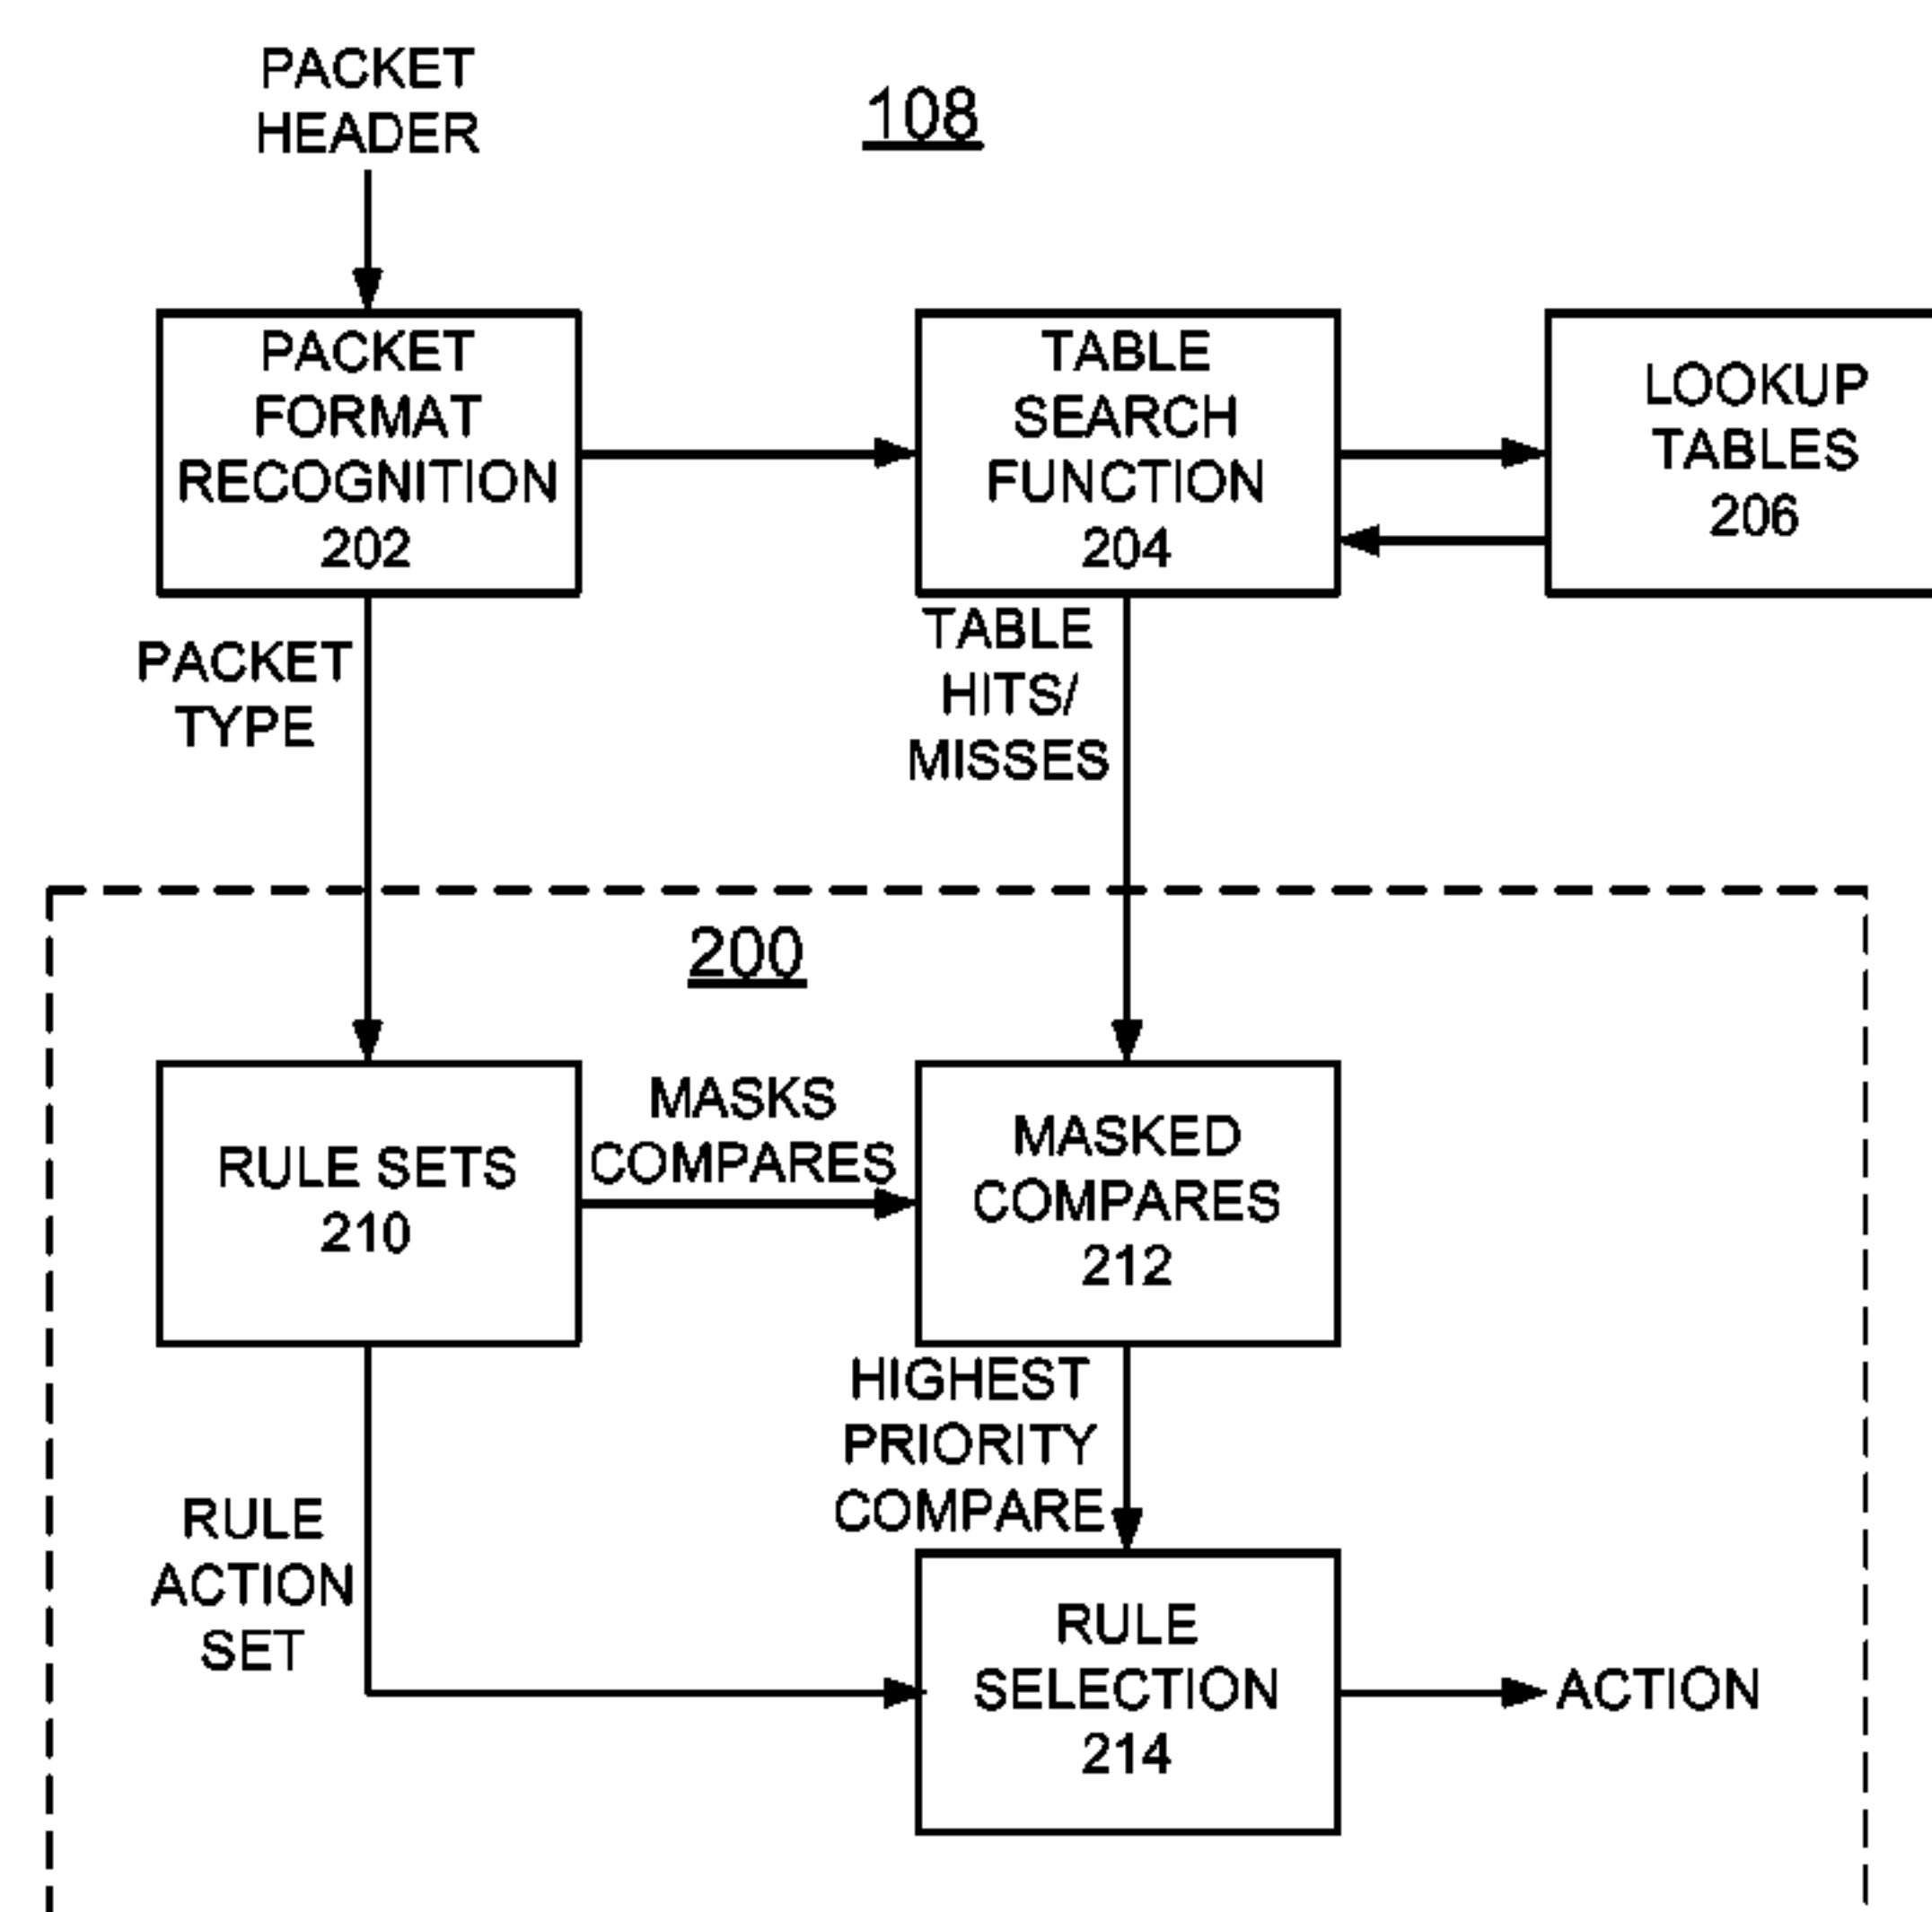 PACKET
HEADER
108
PACKET
FORMAT
RECOGNITION
202
TABLE
SEARCH
FUNCTION
204
LOOKUP
TABLES
206
PACKET
TYPE
TABLE
HITS/
MISSES
200
RULE SETS
210
MASKS
COMPARES
MASKED
COMPARES
212
HIGHEST
PRIORITY
COMPARE
RULE
ACTION
SET
RULE
SELECTION
214
ACTION